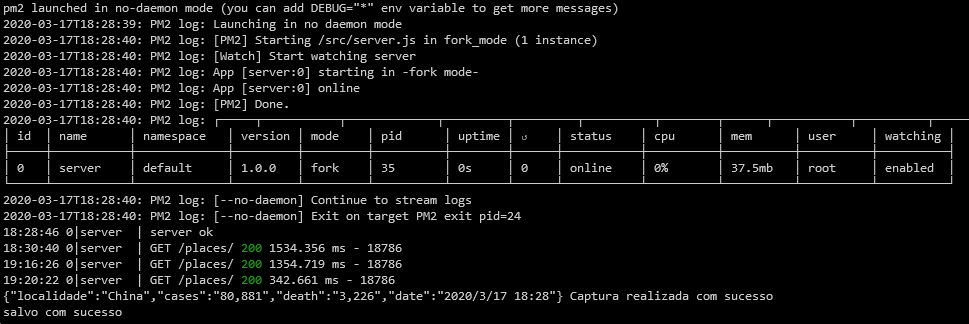 pm2 launched in no-daemon mode (you can add DEBUG="*" env variable to get more messages)
2020-03-17T18:28:39: PM2 log: Launching in no daemon mode
2020-03-17T18:28:40: PM2 log: [PM2] Starting /src/server.js in fork_mode (1 instance)
2020-03-17T18:28:40: PM2 log: [Watch] Start watching server
2020-03-17T18:28:40: PM2 log: App [server:0] starting in -fork mode-
2020-03-17T18:28:40: PM2 log: App [server:0] online
2020-03-17T18:28:40: PM2 log: [PM2] Done.
2020-03-17T18:28:40: PM2 log:
│ id │ name │ namespace │ version │ mode │ pid │ uptime │ ↺ │ status │ cpu │ mem │ user │ watching │
│ 0 │ server │ default │ 1.0.0 │ fork │ 35 │ 0s │ 0 │ online │ 0% │ 37.5mb │ root │ enabled │
2020-03-17T18:28:40: PM2 log: [--no-daemon] Continue to stream logs
2020-03-17T18:28:40: PM2 log: [--no-daemon] Exit on target PM2 exit pid=24
18:28:46 0|server | server ok
18:30:40 0|server | GET /places/ 200 1534.356 ms - 18786
19:16:26 0|server | GET /places/ 200 1354.719 ms - 18786
19:20:22 0|server | GET /places/ 200 342.661 ms - 18786
{"localidade":"China","cases":"80,881","death":"3,226","date":"2020/3/17 18:28"} Captura realizada com sucesso
salvo com sucesso